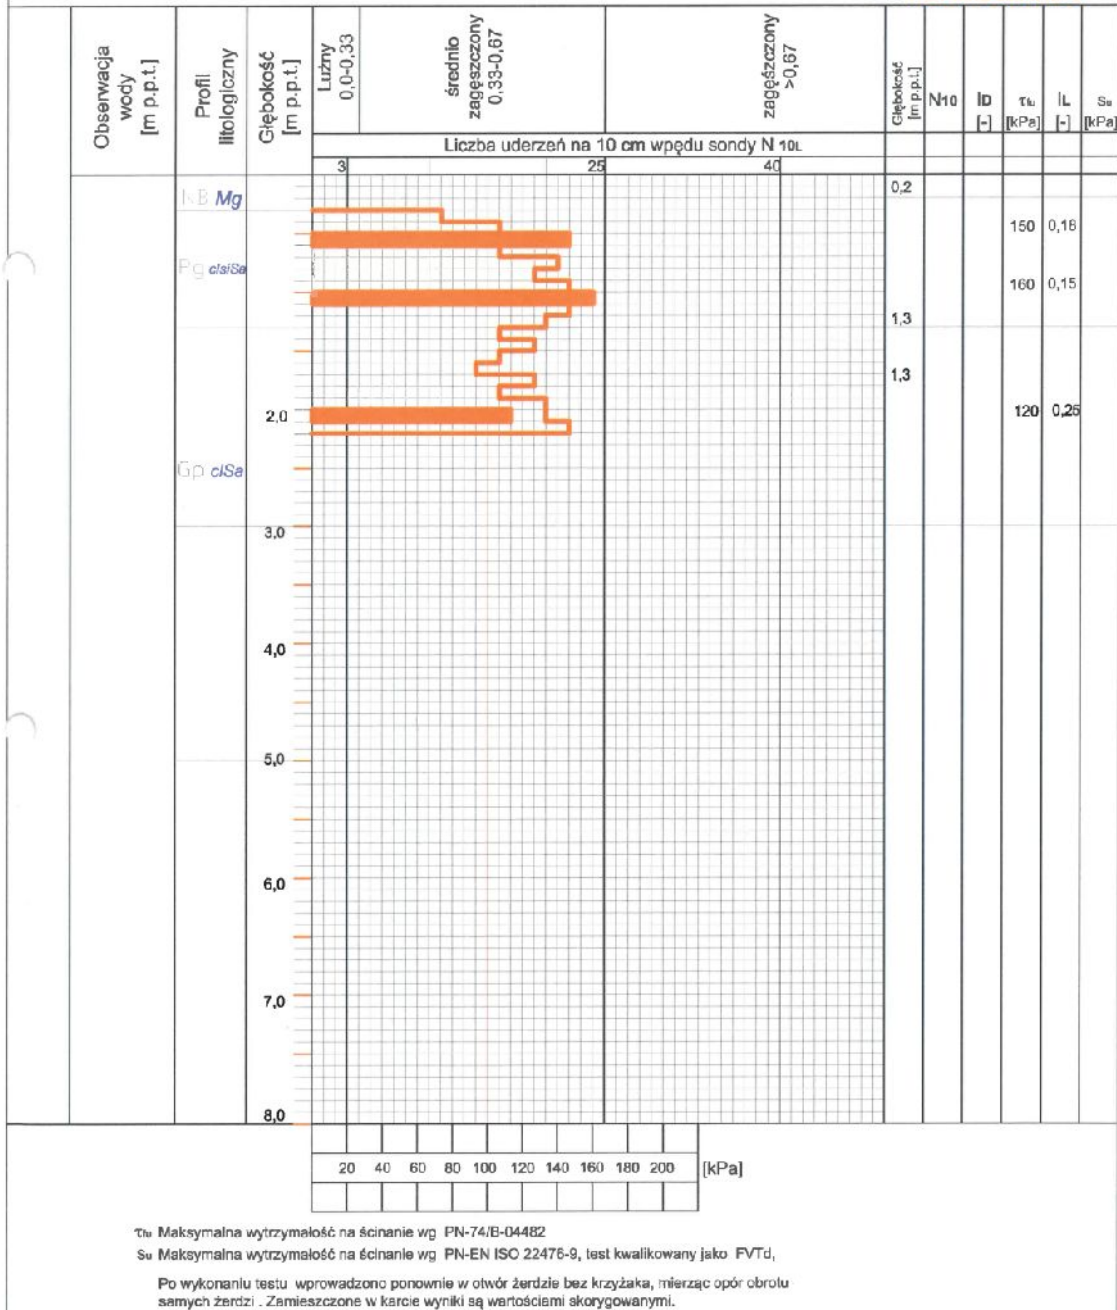 Obserwacja
wody
[m p.p.t.]
Profil
litologiczny
Głębokość
[m p.p.t.]
Luźny
0,0-0,33
średnio
zagęszczony
0,33-0,67
zagęszczony
>0,67
Głębokość
[m p.p.t.]
N10
ID
[-]
τfu
[kPa]
IL
[-]
Su
[kPa]
Liczba uderzeń na 10 cm wpędu sondy N 10L
3 25 40
Mg
0,2
150 0,18
Pg clsiSa
160 0,15
1,3
1,3
2,0
120 0,25
Gp clSa
3,0
4,0
5,0
6,0
7,0
8,0
20 40 60 80 100 120 140 160 180 200 [kPa]
τfu Maksymalna wytrzymałość na ścinanie wg PN-74/B-04482
Su Maksymalna wytrzymałość na ścinanie wg PN-EN ISO 22476-9, test kwalikowany jako FVTd,
Po wykonaniu testu wprowadzono ponownie w otwór żerdzie bez krzyżaka, mierząc opór obrotu
samych żerdzi . Zamieszczone w karcie wyniki są wartościami skorygowanymi.